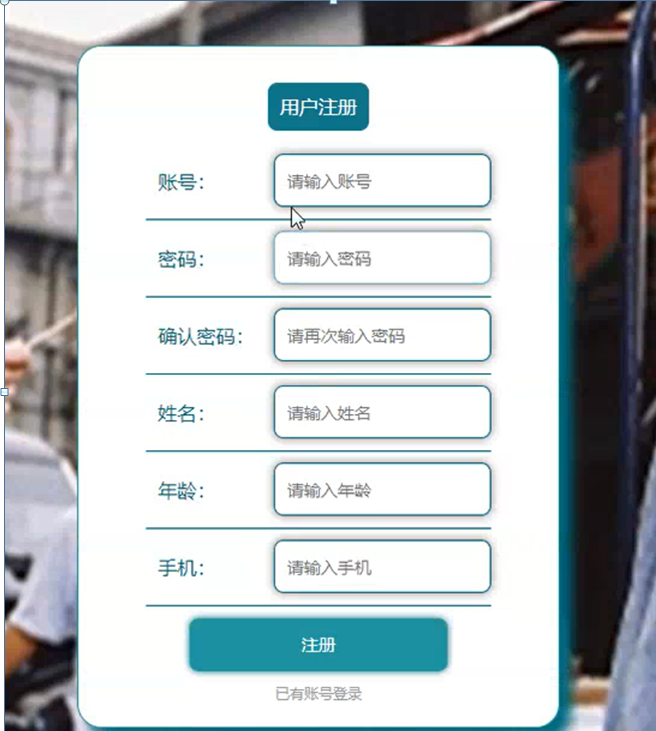 用户注册
账号： 请输入账号
密码： 请输入密码
确认密码： 请再次输入密码
姓名： 请输入姓名
年龄： 请输入年龄
手机： 请输入手机
注册
已有账号登录